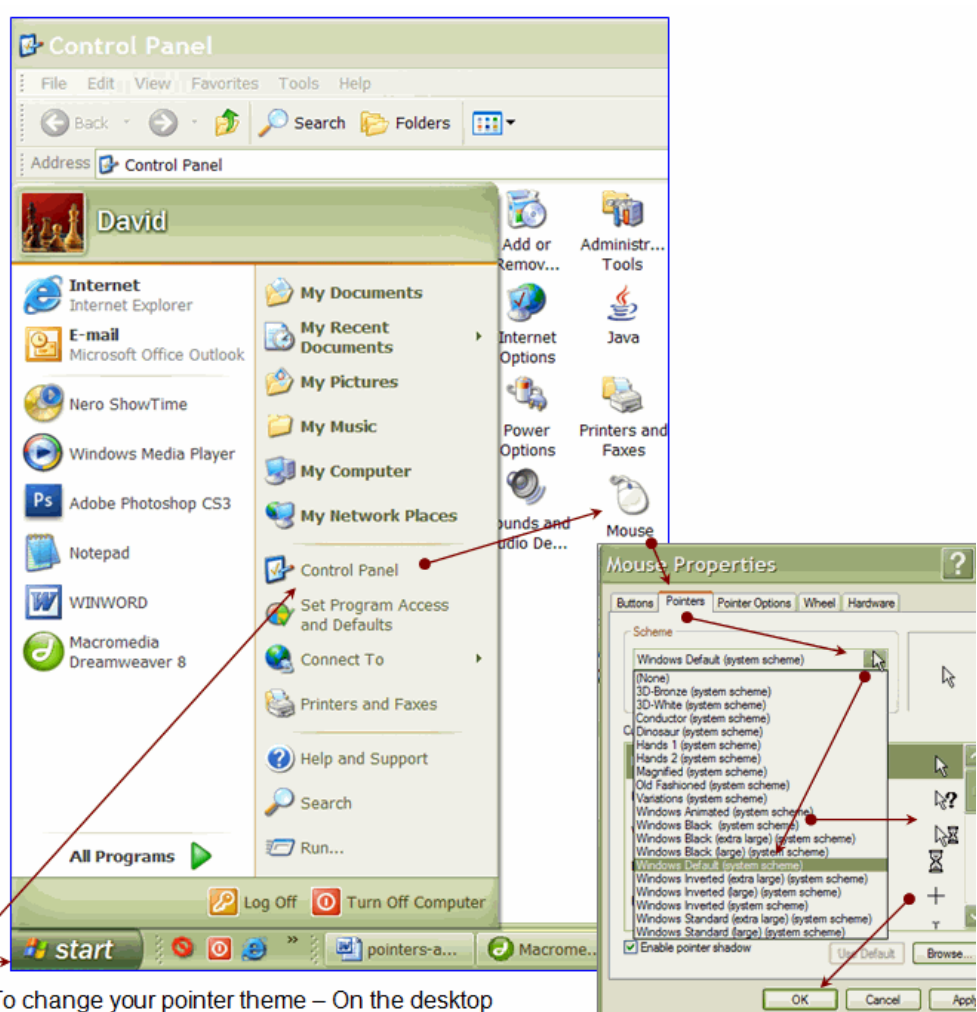 Control Panel
File Edit View Favorites Tools Help
Back Search Folders
Address Control Panel
David
Internet
Internet Explorer
E-mail
Microsoft Office Outlook
Nero ShowTime
Windows Media Player
Ps Adobe Photoshop CS3
Notepad
WINWORD
Macromedia
Dreamweaver 8
All Programs
My Documents
My Recent
Documents
My Pictures
My Music
My Computer
My Network Places
Control Panel
Set Program Access
and Defaults
Connect To
Printers and Faxes
Help and Support
Search
Run...
Log Off Turn Off Computer
start » pointers-a... Macrome...
Add or
Remov...
Administr...
Tools
Internet
Options
Java
Power
Options
Printers and
Faxes
ounds and
udio De...
Mouse
Mouse Properties ?
Buttons Pointers Pointer Options Wheel Hardware
Scheme
Windows Default (system scheme)
(None)
3D-Bronze (system scheme)
3D-White (system scheme)
Conductor (system scheme)
Dinosaur (system scheme)
Hands 1 (system scheme)
Hands 2 (system scheme)
Magnified (system scheme)
Old Fashioned (system scheme)
Variations (system scheme)
Windows Animated (system scheme)
Windows Black (system scheme)
Windows Black (extra large) (system scheme)
Windows Black (large) (system scheme)
Windows Default (system scheme)
Windows Inverted (extra large) (system scheme)
Windows Inverted (large) (system scheme)
Windows Inverted (system scheme)
Windows Standard (extra large) (system scheme)
Windows Standard (large) (system scheme)
Enable pointer shadow
Use Default Browse...
OK Cancel Apply
To change your pointer theme – On the desktop